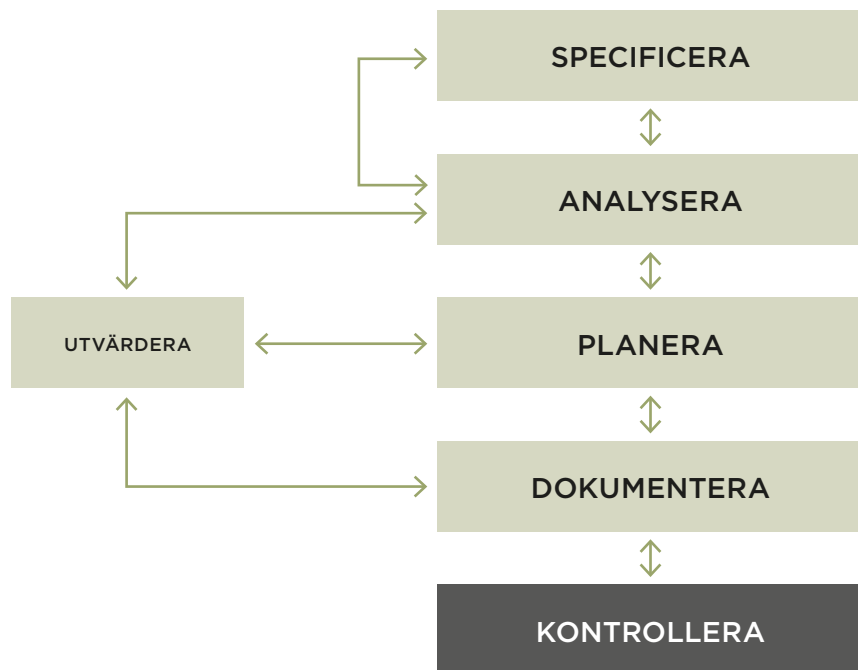 SPECIFICERA
ANALYSERA
UTVÄRDERA
PLANERA
DOKUMENTERA
KONTROLLERA